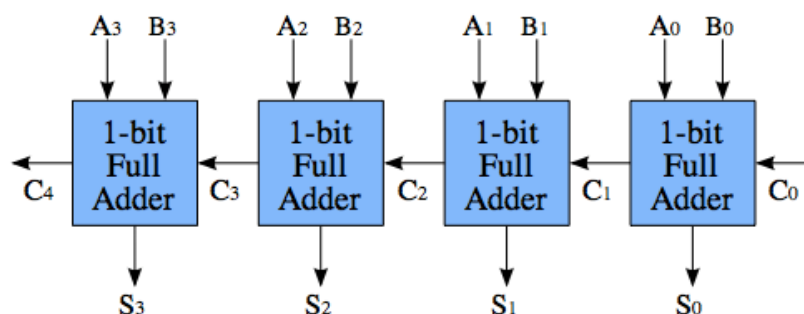 A3 B3 A2 B2 A1 B1 A0 B0
1-bit Full Adder
1-bit Full Adder
1-bit Full Adder
1-bit Full Adder
C4 C3 C2 C1 C0
S3 S2 S1 S0